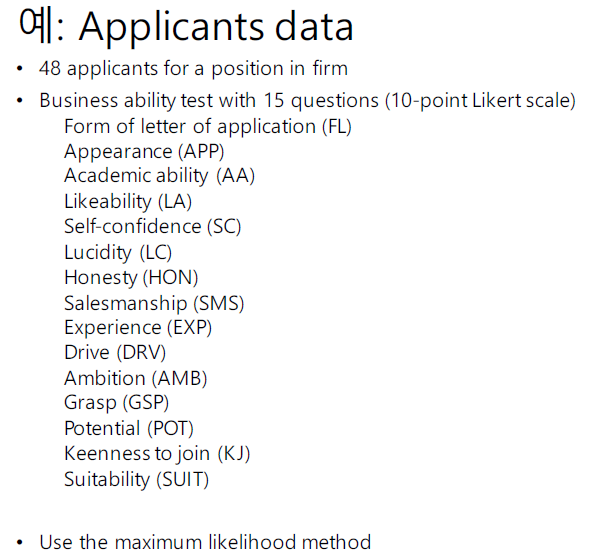 예: Applicants data
• 48 applicants for a position in firm
• Business ability test with 15 questions (10-point Likert scale)
Form of letter of application (FL)
Appearance (APP)
Academic ability (AA)
Likeability (LA)
Self-confidence (SC)
Lucidity (LC)
Honesty (HON)
Salesmanship (SMS)
Experience (EXP)
Drive (DRV)
Ambition (AMB)
Grasp (GSP)
Potential (POT)
Keenness to join (KJ)
Suitability (SUIT)
• Use the maximum likelihood method